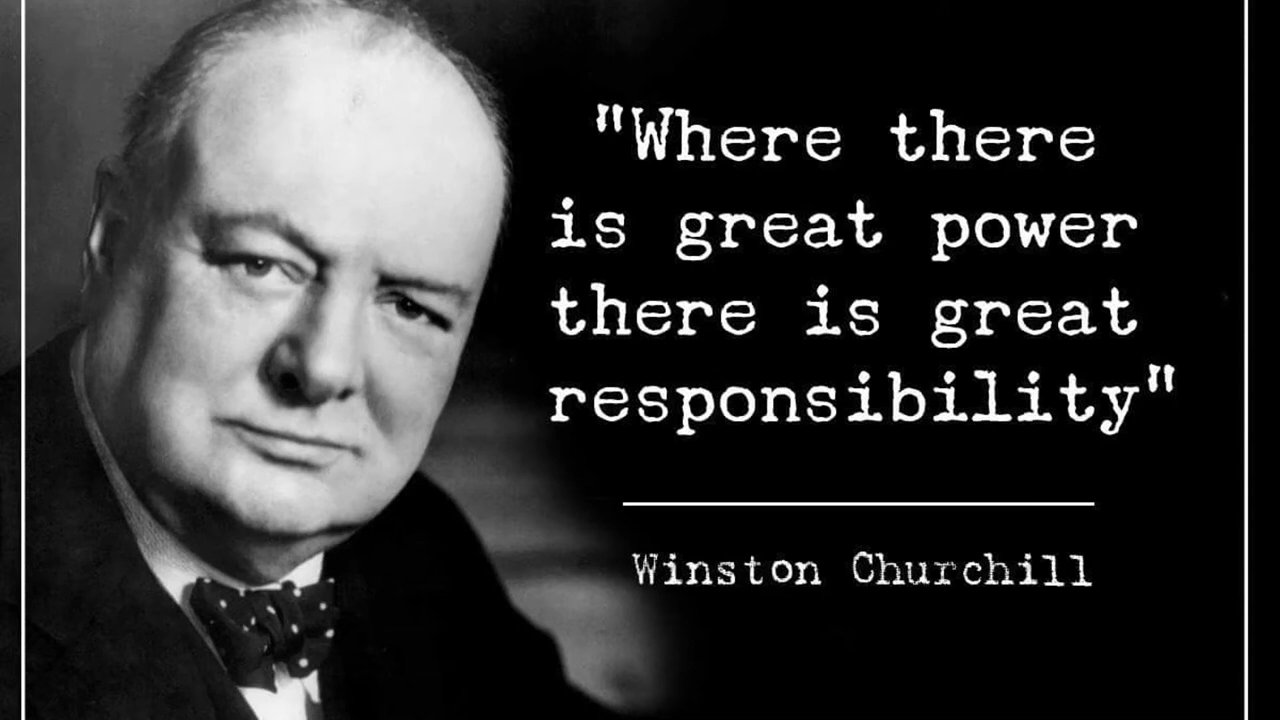 "Where there
is great power
there is great
responsibility"
Winston Churchill